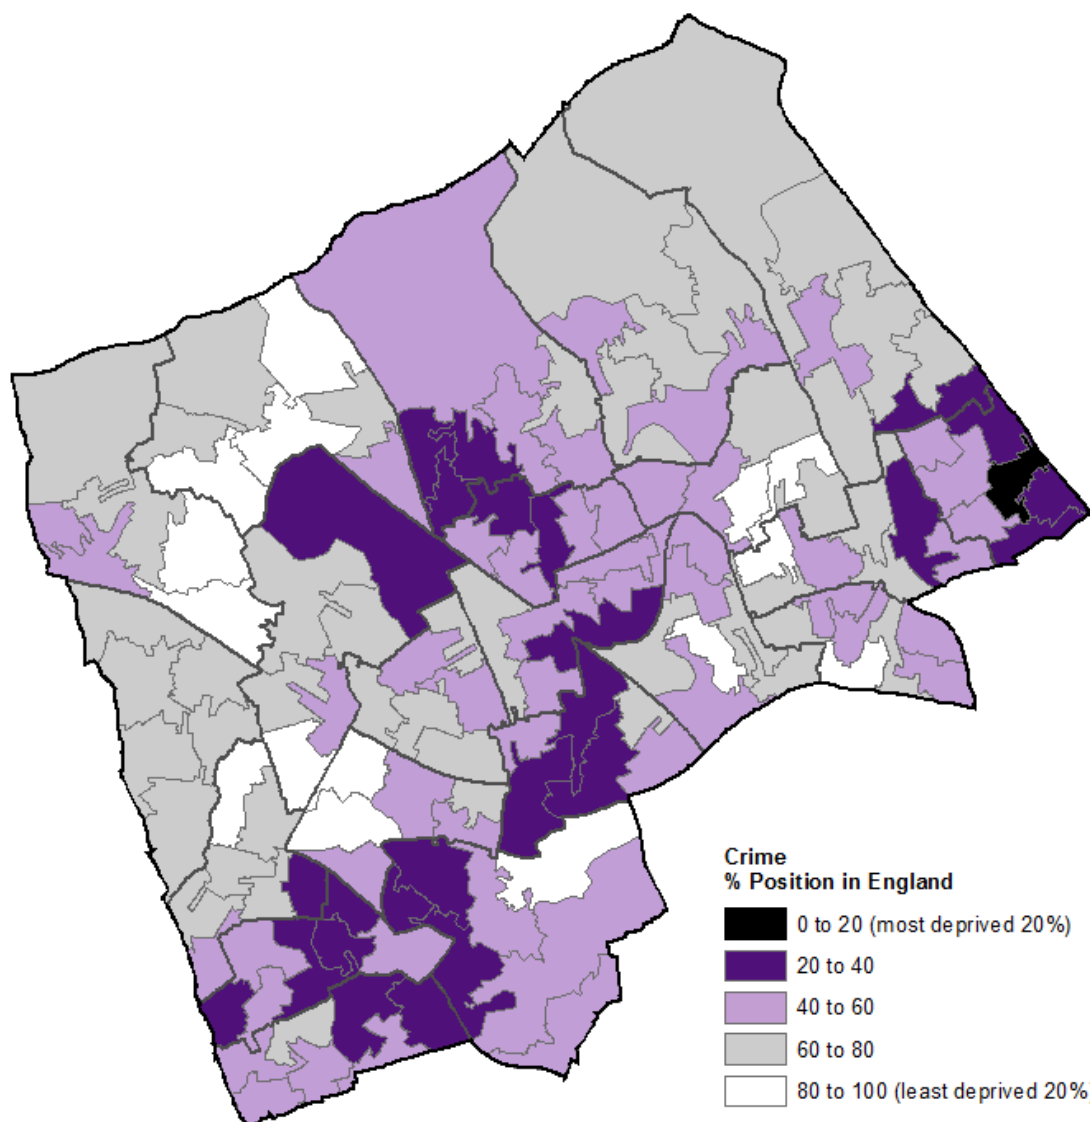 Crime
% Position in England
0 to 20 (most deprived 20%)
20 to 40
40 to 60
60 to 80
80 to 100 (least deprived 20%)